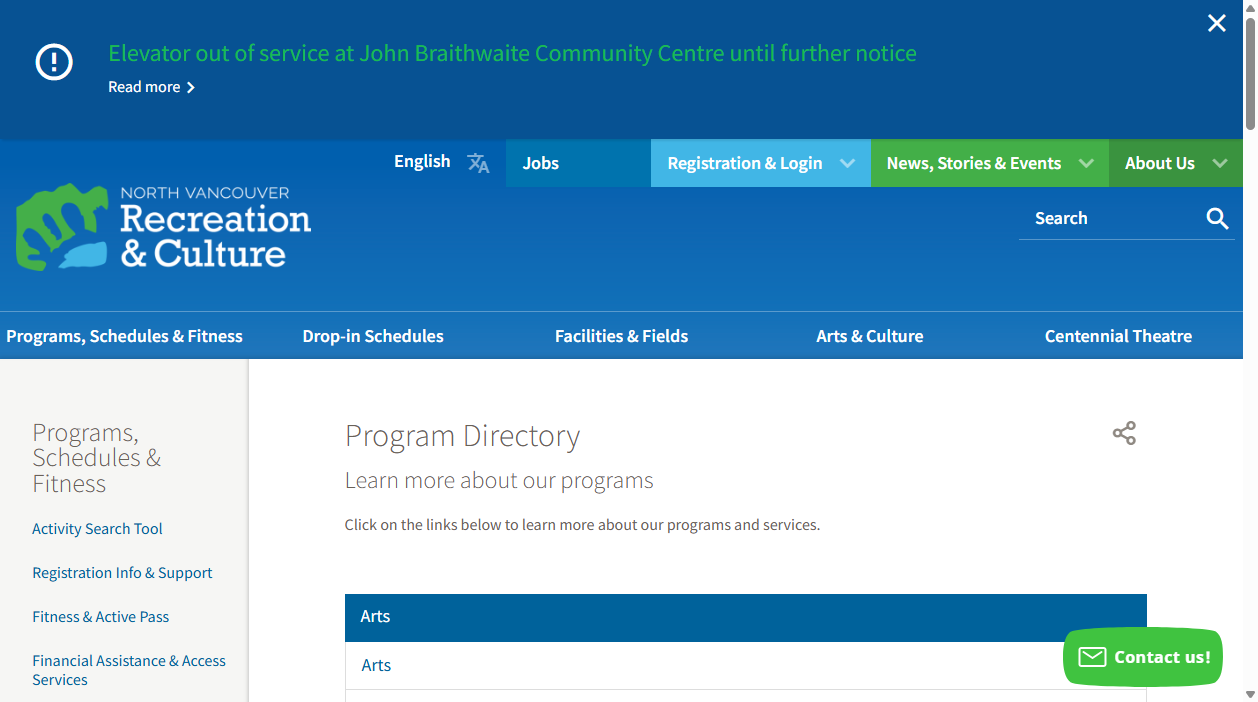 Elevator out of service at John Braithwaite Community Centre until further notice
Read more
English
Jobs
Registration & Login
News, Stories & Events
About Us
NORTH VANCOUVER
Recreation
& Culture
Search
Programs, Schedules & Fitness
Drop-in Schedules
Facilities & Fields
Arts & Culture
Centennial Theatre
Programs,
Schedules &
Fitness
Activity Search Tool
Registration Info & Support
Fitness & Active Pass
Financial Assistance & Access
Services
Program Directory
Learn more about our programs
Click on the links below to learn more about our programs and services.
Arts
Arts
Contact us!